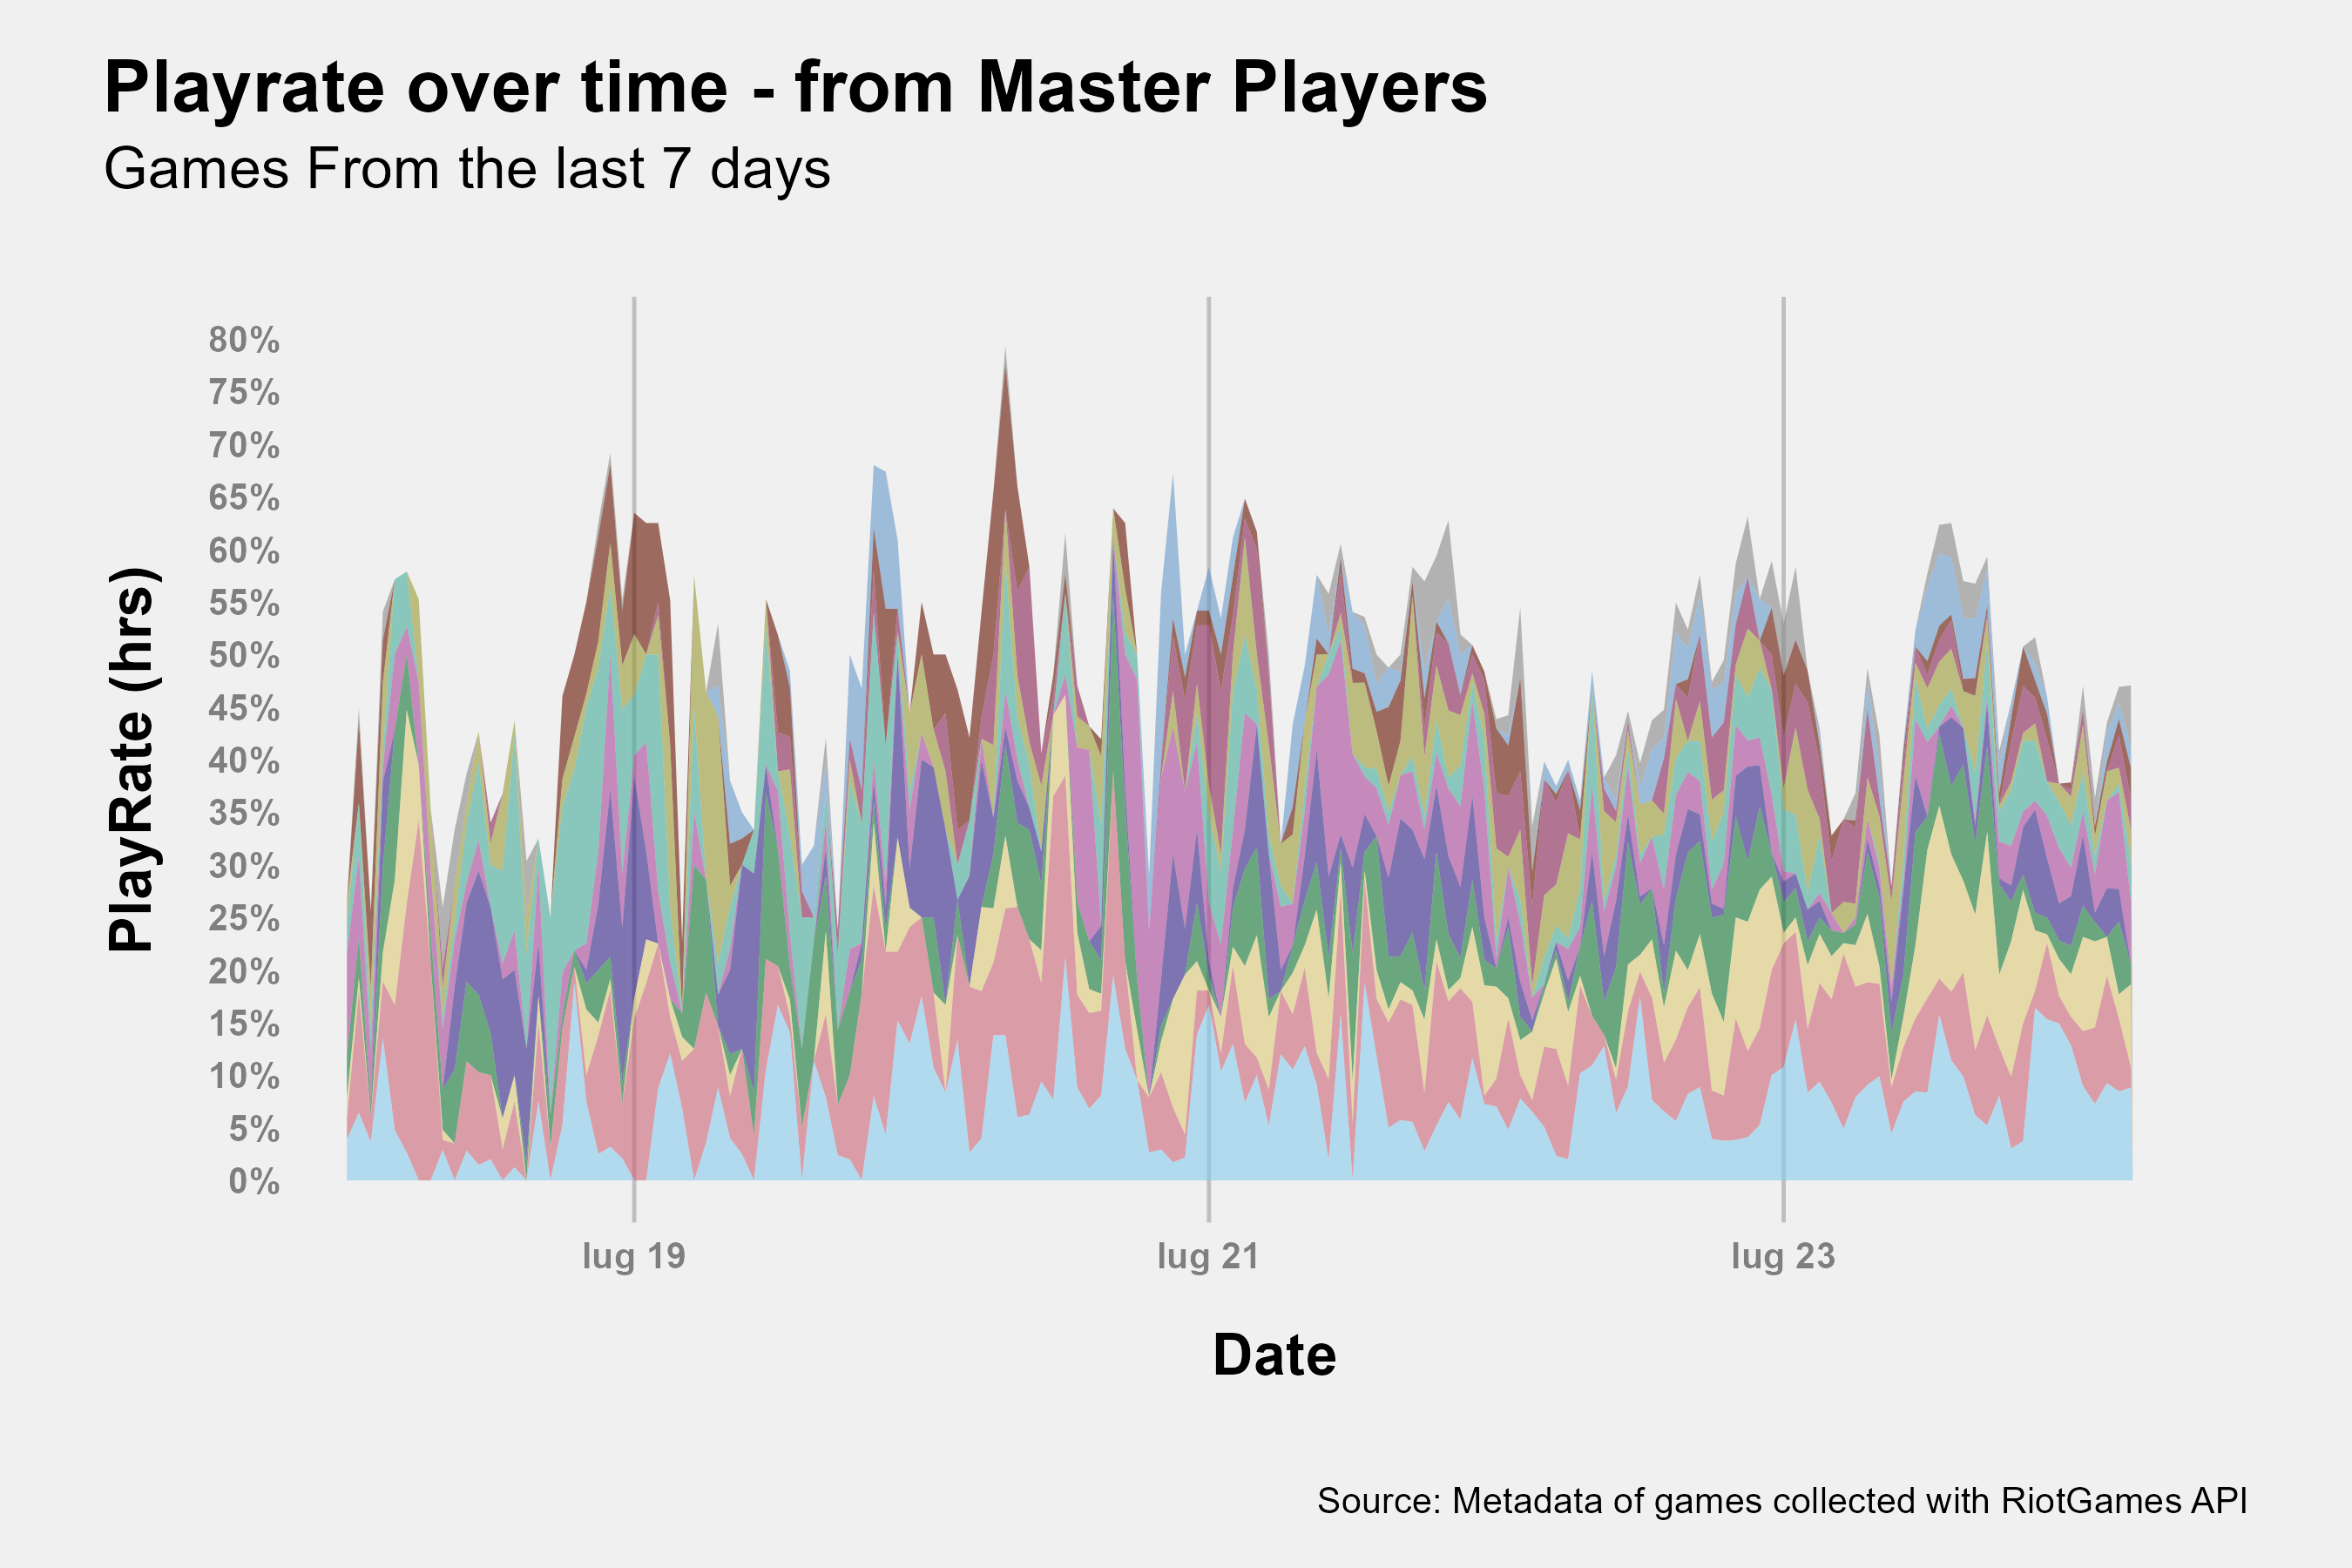 Playrate over time - from Master Players
Games From the last 7 days
80%
75%
70%
65%
60%
55%
50%
45%
40%
35%
30%
25%
20%
15%
10%
5%
0%
PlayRate (hrs)
lug 19
lug 21
lug 23
Date
Source: Metadata of games collected with RiotGames API